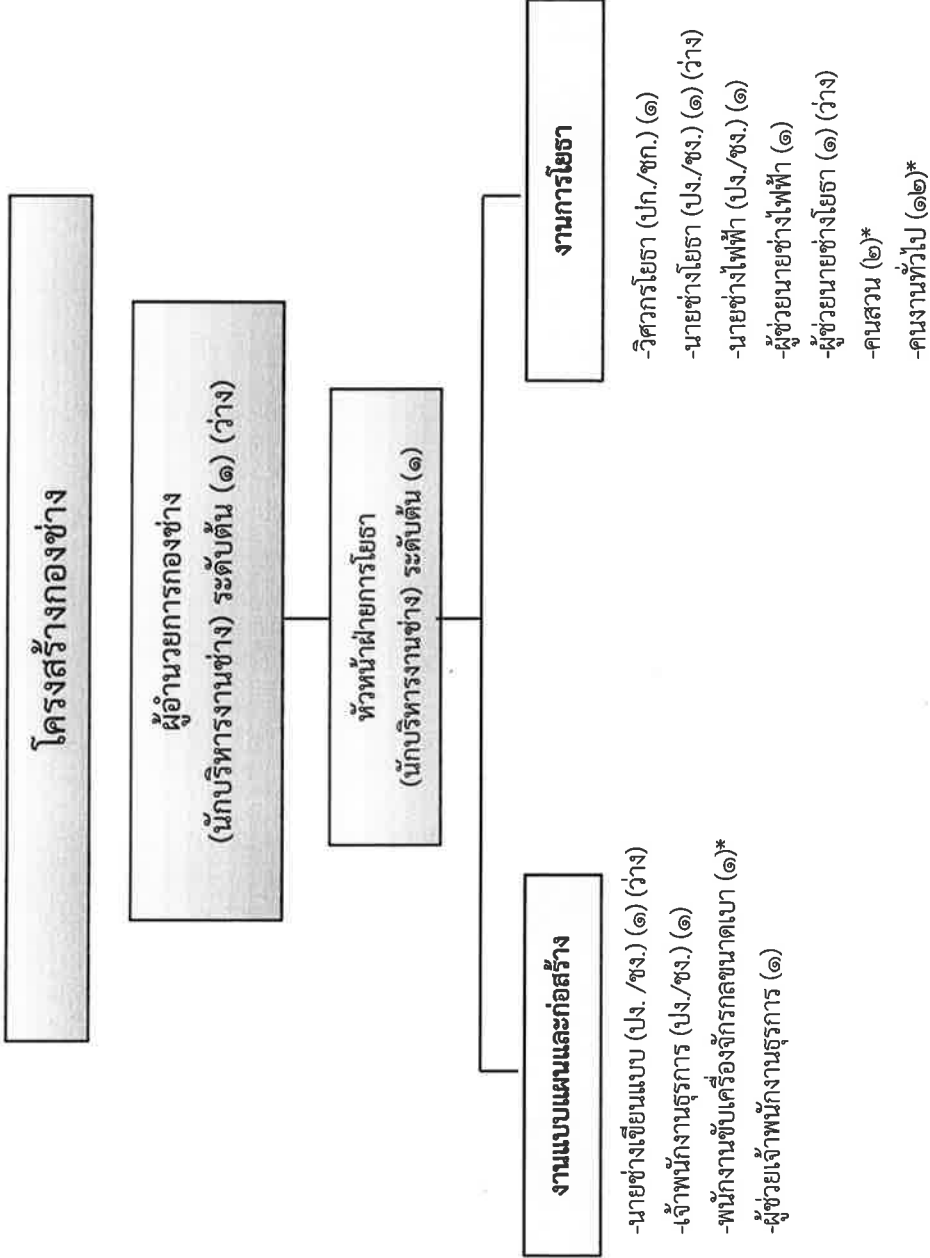 โครงสร้างกองช่าง
ผู้อำนวยการกองช่าง
(นักบริหารงานช่าง) ระดับต้น (๑) (ว่าง)
หัวหน้าฝ่ายการโยธา
(นักบริหารงานช่าง) ระดับต้น (๑)
งานแบบแผนและก่อสร้าง
-นายช่างเขียนแบบ (ปง. /ชง.) (๑) (ว่าง)
-เจ้าพนักงานธุรการ (ปง./ชง.) (๑)
-พนักงานขับเครื่องจักรกลขนาดเบา (๑)*
-ผู้ช่วยเจ้าพนักงานธุรการ (๑)
งานการโยธา
-วิศวกรโยธา (ปก./ชก.) (๑)
-นายช่างโยธา (ปง./ชง.) (๑) (ว่าง)
-นายช่างไฟฟ้า (ปง./ชง.) (๑)
-ผู้ช่วยนายช่างไฟฟ้า (๑)
-ผู้ช่วยนายช่างโยธา (๑) (ว่าง)
-คนสวน (๒)*
-คนงานทั่วไป (๑๒)*